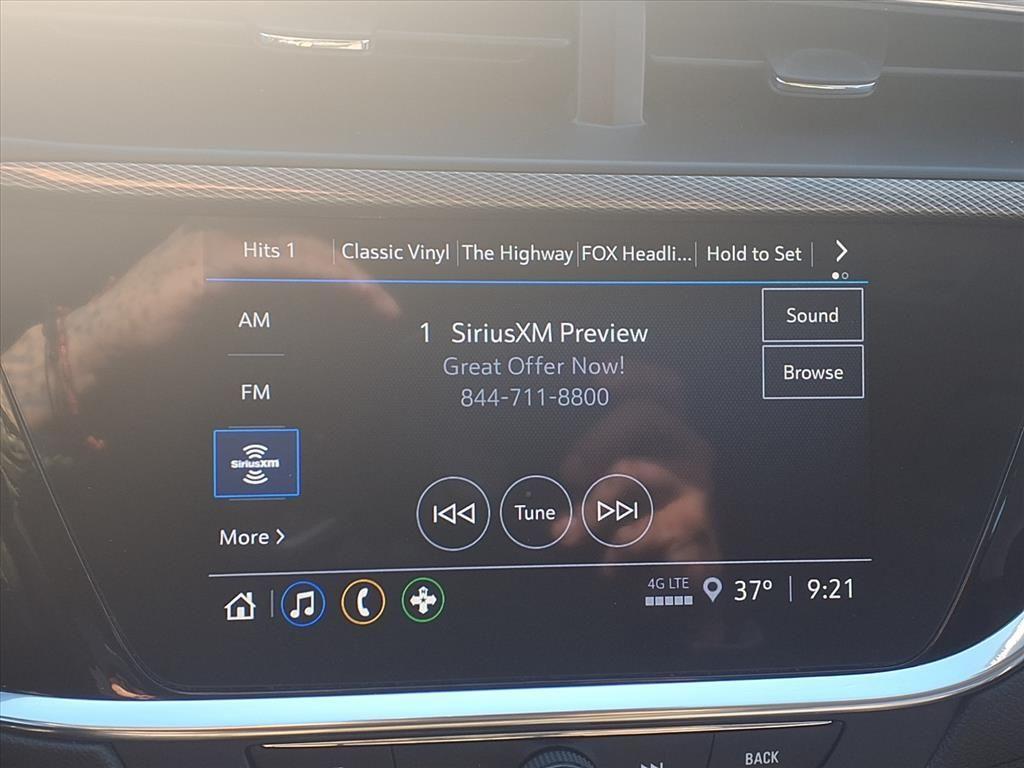 Hits 1 Classic Vinyl The Highway FOX Headli... Hold to Set
AM
1 SiriusXM Preview
Sound
Great Offer Now!
Browse
FM
844-711-8800
SiriusXM
Tune
More
4G LTE
37° 9:21
BACK